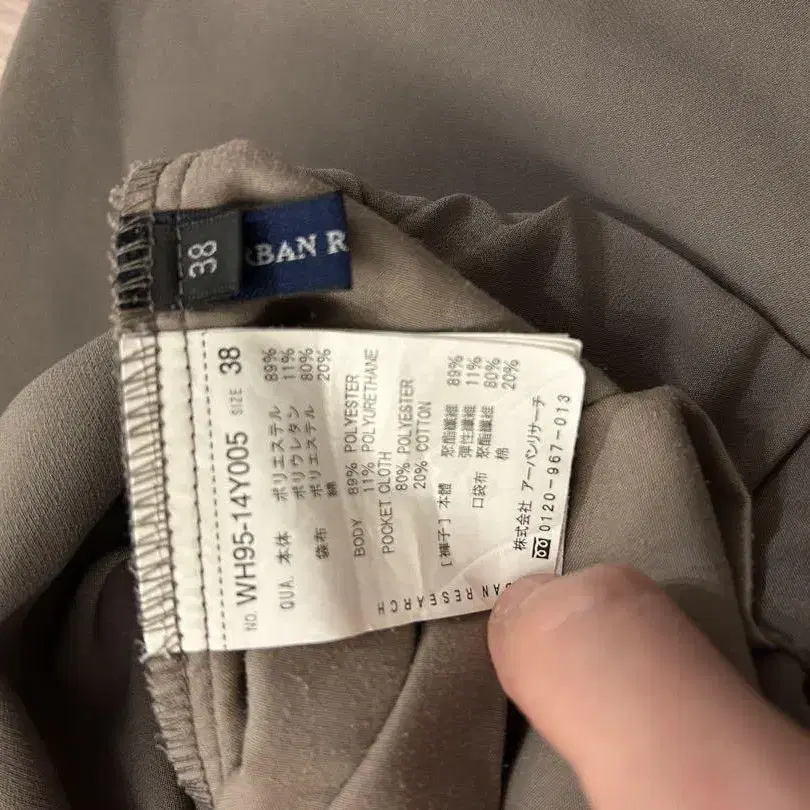 38
BAN R
NO. WH95-14Y005 SIZE 38
QUA. 本体 ポリエステル 89%
ポリウレタン 11%
袋布 ポリエステル 80%
綿 20%
BODY 89% POLYESTER
11% POLYURETHANE
POCKET CLOTH
80% POLYESTER
20% COTTON
[褲子] 本體 聚酯纖維 89%
彈性纖維 11%
口袋布 聚酯纖維 80%
棉 20%
株式会社 アーバンリサーチ
0120-967-013
BAN RESEARCH